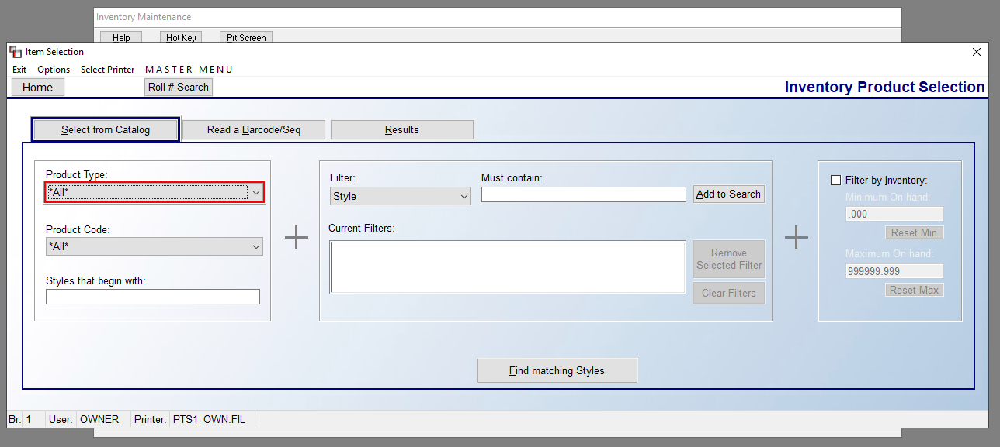 Inventory Maintenance
Help Hot Key Prt Screen
Item Selection
Exit Options Select Printer M A S T E R M E N U
Home Roll # Search Inventory Product Selection
Select from Catalog Read a Barcode/Seq Results
Product Type:
*All*
Product Code:
*All*
Styles that begin with:
Filter: Must contain:
Style Add to Search
Current Filters:
Remove
Selected Filter
Clear Filters
Filter by Inventory:
Minimum On hand:
.000
Reset Min
Maximum On hand:
999999.999
Reset Max
Find matching Styles
Br: 1 User: OWNER Printer: PTS1_OWN.FIL